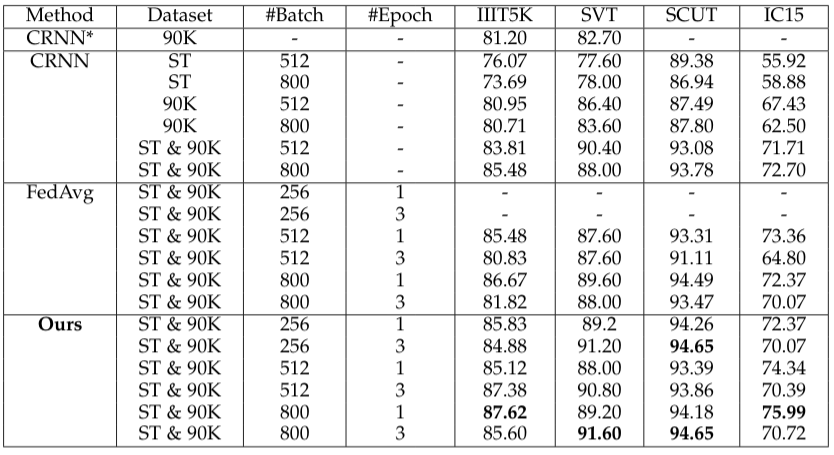 Method Dataset #Batch #Epoch IIIT5K SVT SCUT IC15
CRNN* 90K - - 81.20 82.70 - -
CRNN ST 512 - 76.07 77.60 89.38 55.92
ST 800 - 73.69 78.00 86.94 58.88
90K 512 - 80.95 86.40 87.49 67.43
90K 800 - 80.71 83.60 87.80 62.50
ST & 90K 512 - 83.81 90.40 93.08 71.71
ST & 90K 800 - 85.48 88.00 93.78 72.70
FedAvg ST & 90K 256 1 - - - -
ST & 90K 256 3 - - - -
ST & 90K 512 1 85.48 87.60 93.31 73.36
ST & 90K 512 3 80.83 87.60 91.11 64.80
ST & 90K 800 1 86.67 89.60 94.49 72.37
ST & 90K 800 3 81.82 88.00 93.47 70.07
Ours ST & 90K 256 1 85.83 89.2 94.26 72.37
ST & 90K 256 3 84.88 91.20 94.65 70.07
ST & 90K 512 1 85.12 88.00 93.39 74.34
ST & 90K 512 3 87.38 90.80 93.86 70.39
ST & 90K 800 1 87.62 89.20 94.18 75.99
ST & 90K 800 3 85.60 91.60 94.65 70.72